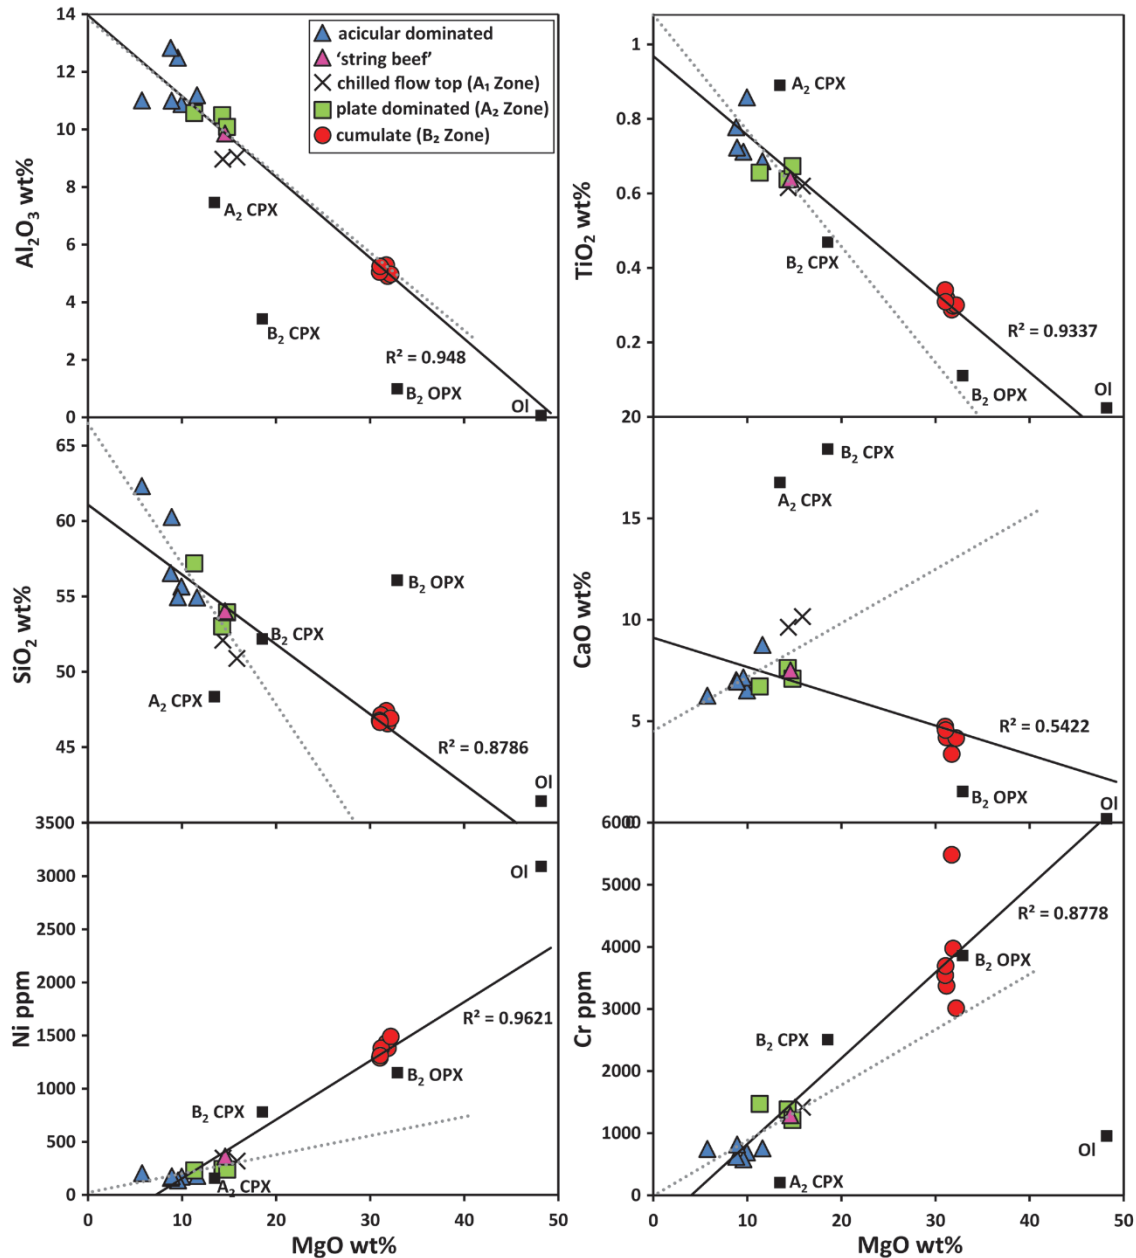 14
12
10
8
6
4
2
0
Al₂O₃ wt%
acicular dominated
‘string beef’
chilled flow top (A₁ Zone)
plate dominated (A₂ Zone)
cumulate (B₂ Zone)
A₂ CPX
B₂ CPX
R² = 0.948
B₂ OPX
Ol
1
0.8
0.6
0.4
0.2
TiO₂ wt%
A₂ CPX
B₂ CPX
R² = 0.9337
B₂ OPX
Ol
65
60
55
50
45
SiO₂ wt%
B₂ OPX
B₂ CPX
A₂ CPX
R² = 0.8786
Ol
20
15
10
5
0
CaO wt%
B₂ CPX
A₂ CPX
R² = 0.5422
B₂ OPX
Ol
3500
3000
2500
2000
1500
1000
500
0
Ni ppm
Ol
R² = 0.9621
B₂ OPX
B₂ CPX
A₂ CPX
0 10 20 30 40 50
MgO wt%
6000
5000
4000
3000
2000
1000
0
Cr ppm
R² = 0.8778
B₂ OPX
B₂ CPX
Ol
A₂ CPX
0 10 20 30 40 50
MgO wt%